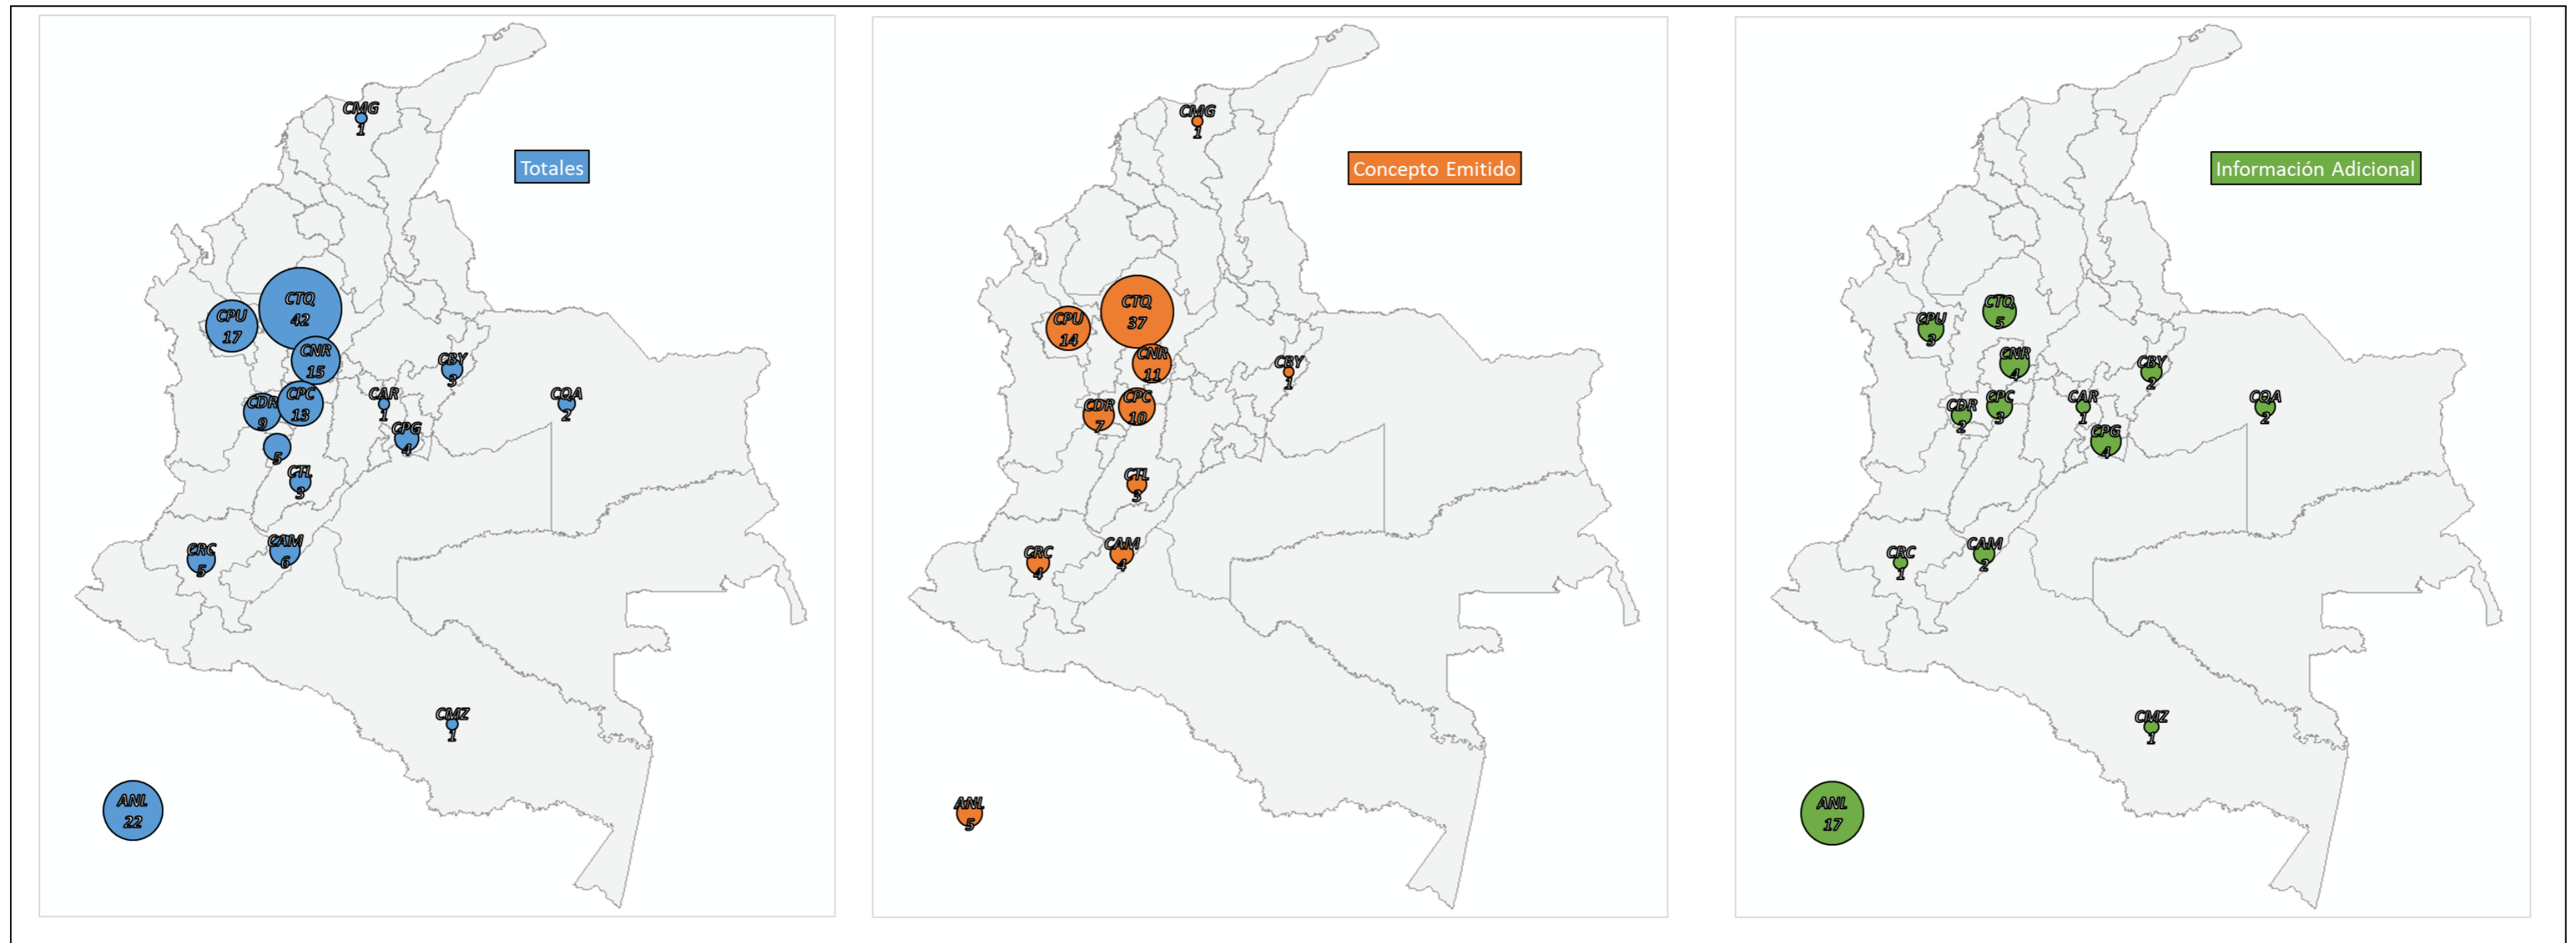 Totales
CMG
1
CTQ
42
CPU
17
CNR
15
CBY
3
CPC
13
CDR
9
CAR
1
CQA
2
CPG
4
5
CTL
3
CAM
6
CRC
5
CMZ
1
ANL
22
Concepto Emitido
CMG
1
CTQ
37
CPU
14
CNR
11
CBY
1
CPC
10
CDR
7
CTL
3
CAM
4
CRC
4
ANL
5
Información Adicional
CTQ
5
CPU
3
CNR
4
CBY
2
CPC
3
CDR
2
CAR
1
CQA
2
CPG
4
CAM
2
CRC
1
CMZ
1
ANL
17